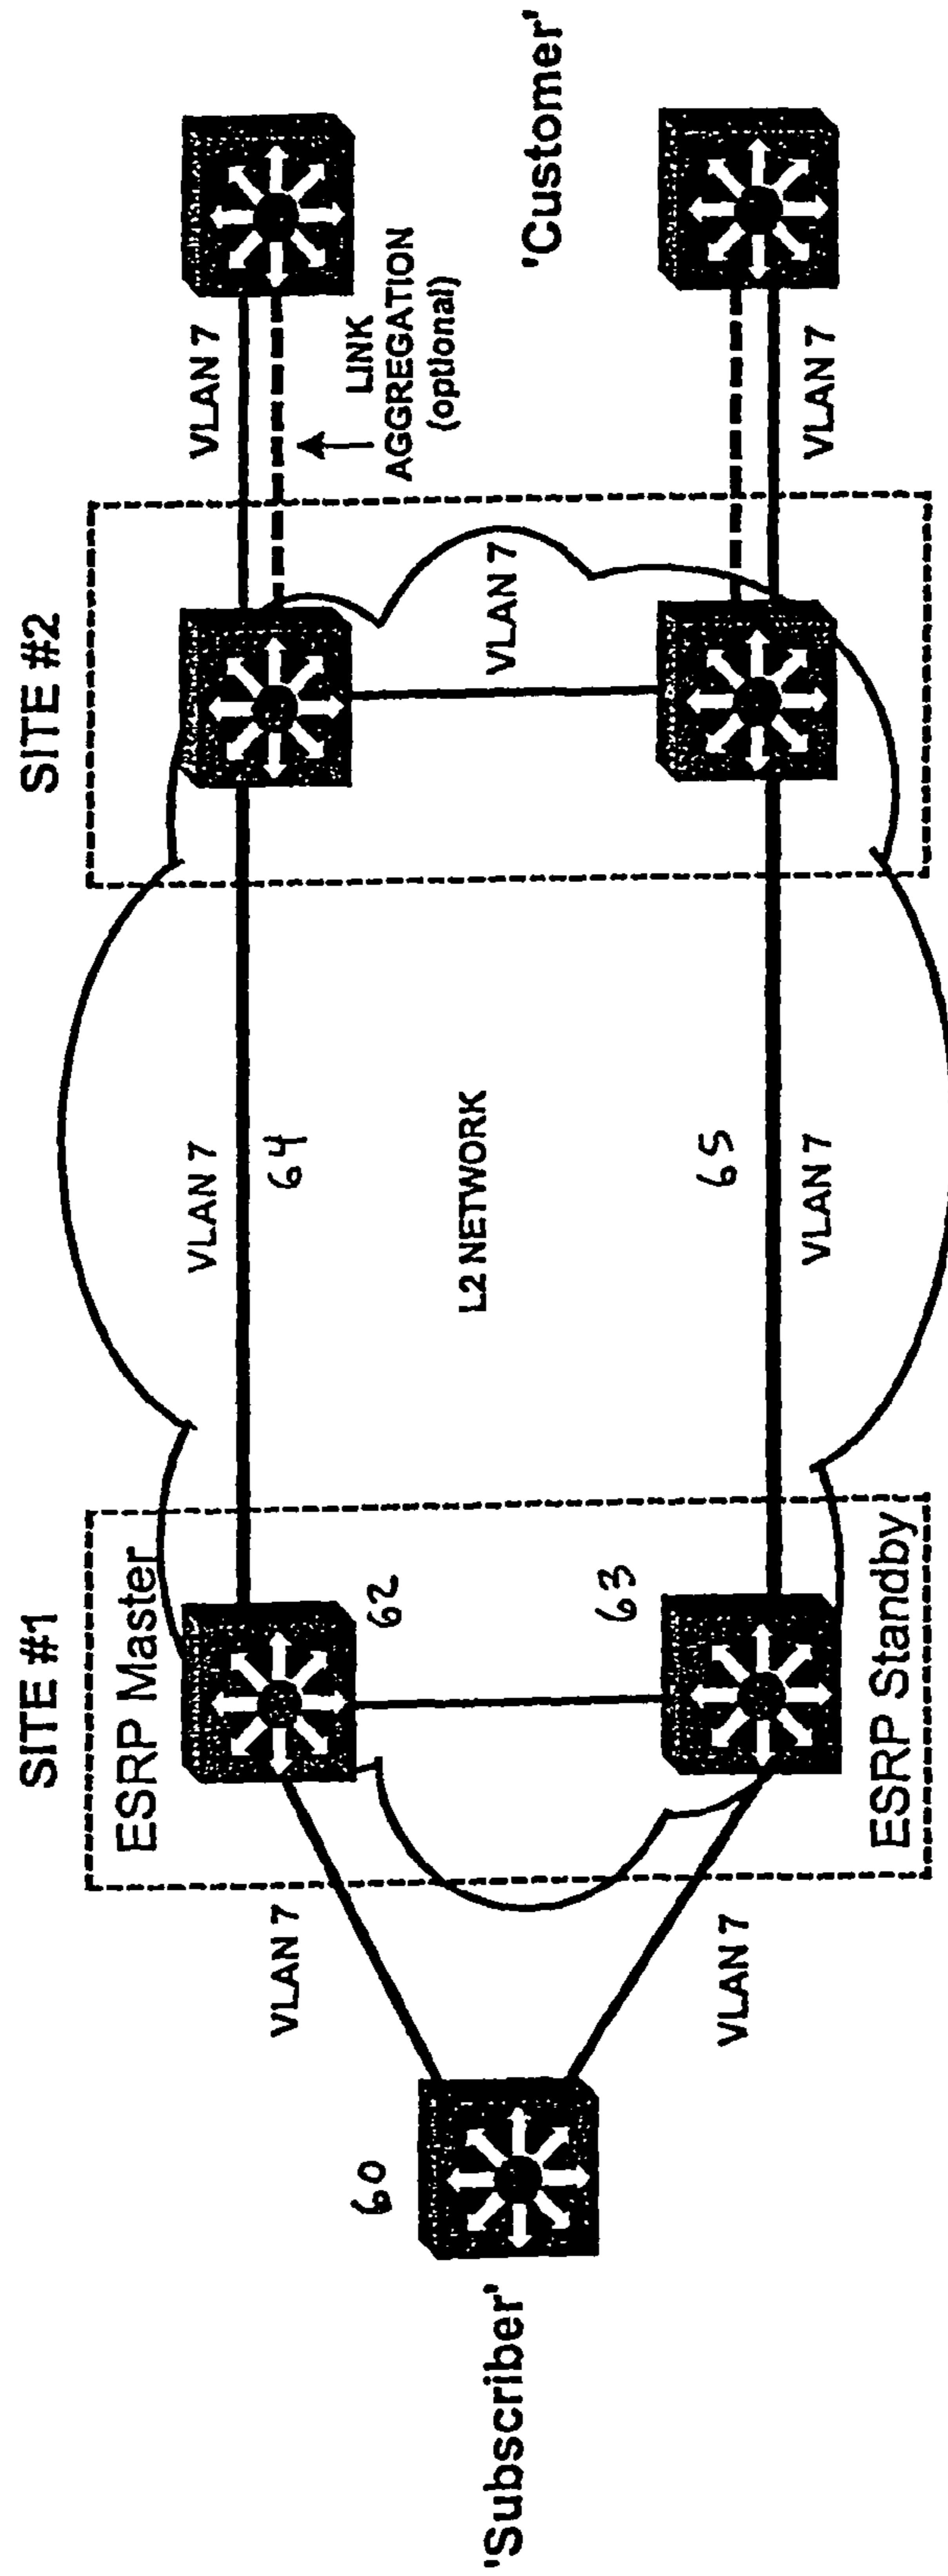 SITE #1
SITE #2
ESRP Master
VLAN 7
VLAN 7
VLAN 7
62
64
LINK
AGGREGATION
(optional)
60
'Subscriber'
L2 NETWORK
VLAN 7
'Customer'
63
65
VLAN 7
VLAN 7
VLAN 7
ESRP Standby